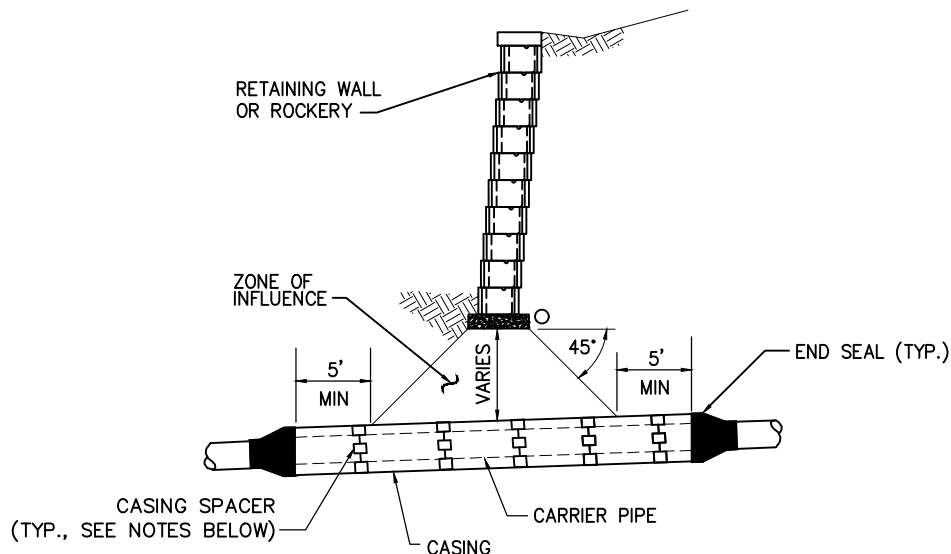 RETAINING WALL
OR ROCKERY
ZONE OF
INFLUENCE
VARIES
45°
5'
MIN
5'
MIN
END SEAL (TYP.)
CASING SPACER
(TYP., SEE NOTES BELOW)
CARRIER PIPE
CASING